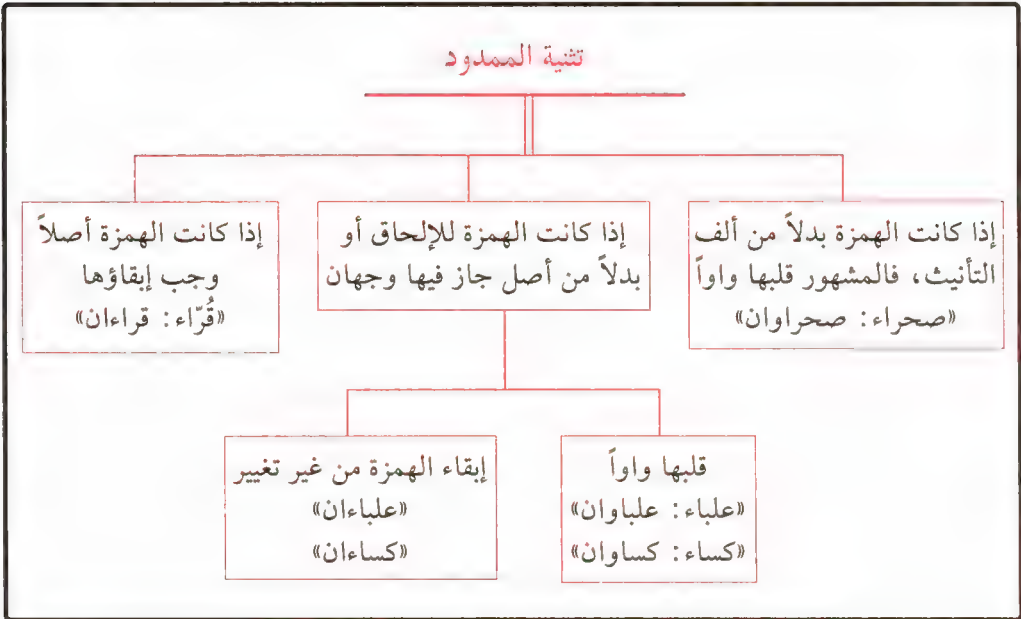 تثنية الممدود
إذا كانت الهمزة بدلاً من ألف
التأنيث، فالمشهور قلبها واواً
«صحراء: صحراوان»
إذا كانت الهمزة للإلحاق أو
بدلاً من أصل جاز فيها وجهان
إذا كانت الهمزة أصلاً
وجب إبقاؤها
«قُرّاء: قراءان»
قلبها واواً
«علباء: علباوان»
«كساء: كساوان»
إبقاء الهمزة من غير تغيير
«علباءان»
«كساءان»